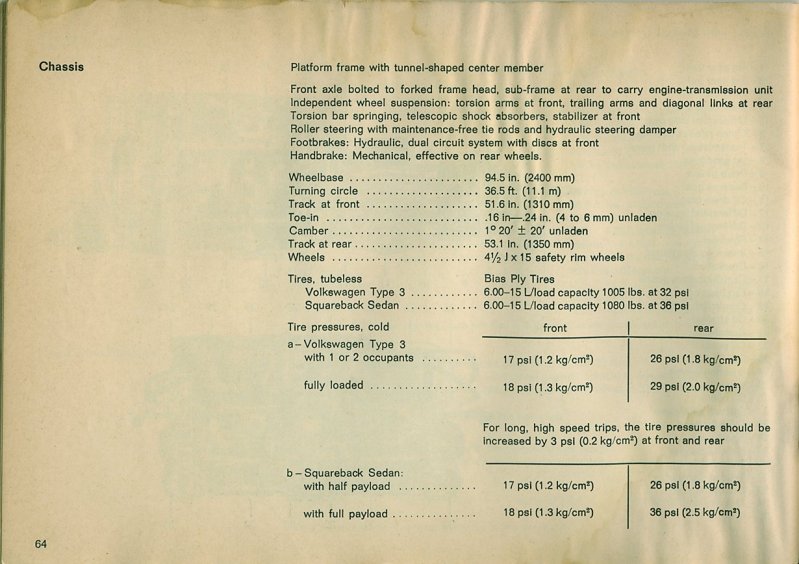 Chassis
Platform frame with tunnel-shaped center member
Front axle bolted to forked frame head, sub-frame at rear to carry engine-transmission unit
Independent wheel suspension: torsion arms at front, trailing arms and diagonal links at rear
Torsion bar springing, telescopic shock absorbers, stabilizer at front
Roller steering with maintenance-free tie rods and hydraulic steering damper
Footbrakes: Hydraulic, dual circuit system with discs at front
Handbrake: Mechanical, effective on rear wheels.
Wheelbase ...................... 94.5 in. (2400 mm)
Turning circle ................... 36.5 ft. (11.1 m)
Track at front ................... 51.6 in. (1310 mm)
Toe-in .......................... .16 in—.24 in. (4 to 6 mm) unladen
Camber ......................... 1° 20′ ± 20′ unladen
Track at rear ..................... 53.1 in. (1350 mm)
Wheels ......................... 4½ J x 15 safety rim wheels
Tires, tubeless Bias Ply Tires
Volkswagen Type 3 ............ 6.00–15 L/load capacity 1005 lbs. at 32 psi
Squareback Sedan ............. 6.00–15 L/load capacity 1080 lbs. at 36 psi
Tire pressures, cold front rear
a – Volkswagen Type 3
with 1 or 2 occupants .......... 17 psi (1.2 kg/cm²) 26 psi (1.8 kg/cm²)
fully loaded .................. 18 psi (1.3 kg/cm²) 29 psi (2.0 kg/cm²)
For long, high speed trips, the tire pressures should be
increased by 3 psi (0.2 kg/cm²) at front and rear
b – Squareback Sedan:
with half payload ............. 17 psi (1.2 kg/cm²) 26 psi (1.8 kg/cm²)
with full payload .............. 18 psi (1.3 kg/cm²) 36 psi (2.5 kg/cm²)
64